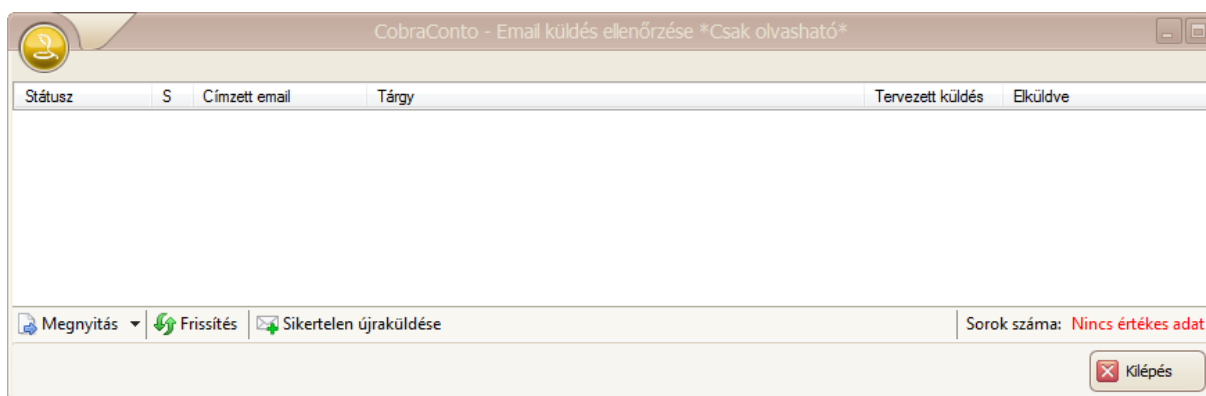 CobraConto - Email küldés ellenőrzése *Csak olvasható*
Státusz S Címzett email Tárgy Tervezett küldés Elküldve
Megnyitás Frissítés Sikertelen újraküldése Sorok száma: Nincs értékes adat
Kilépés